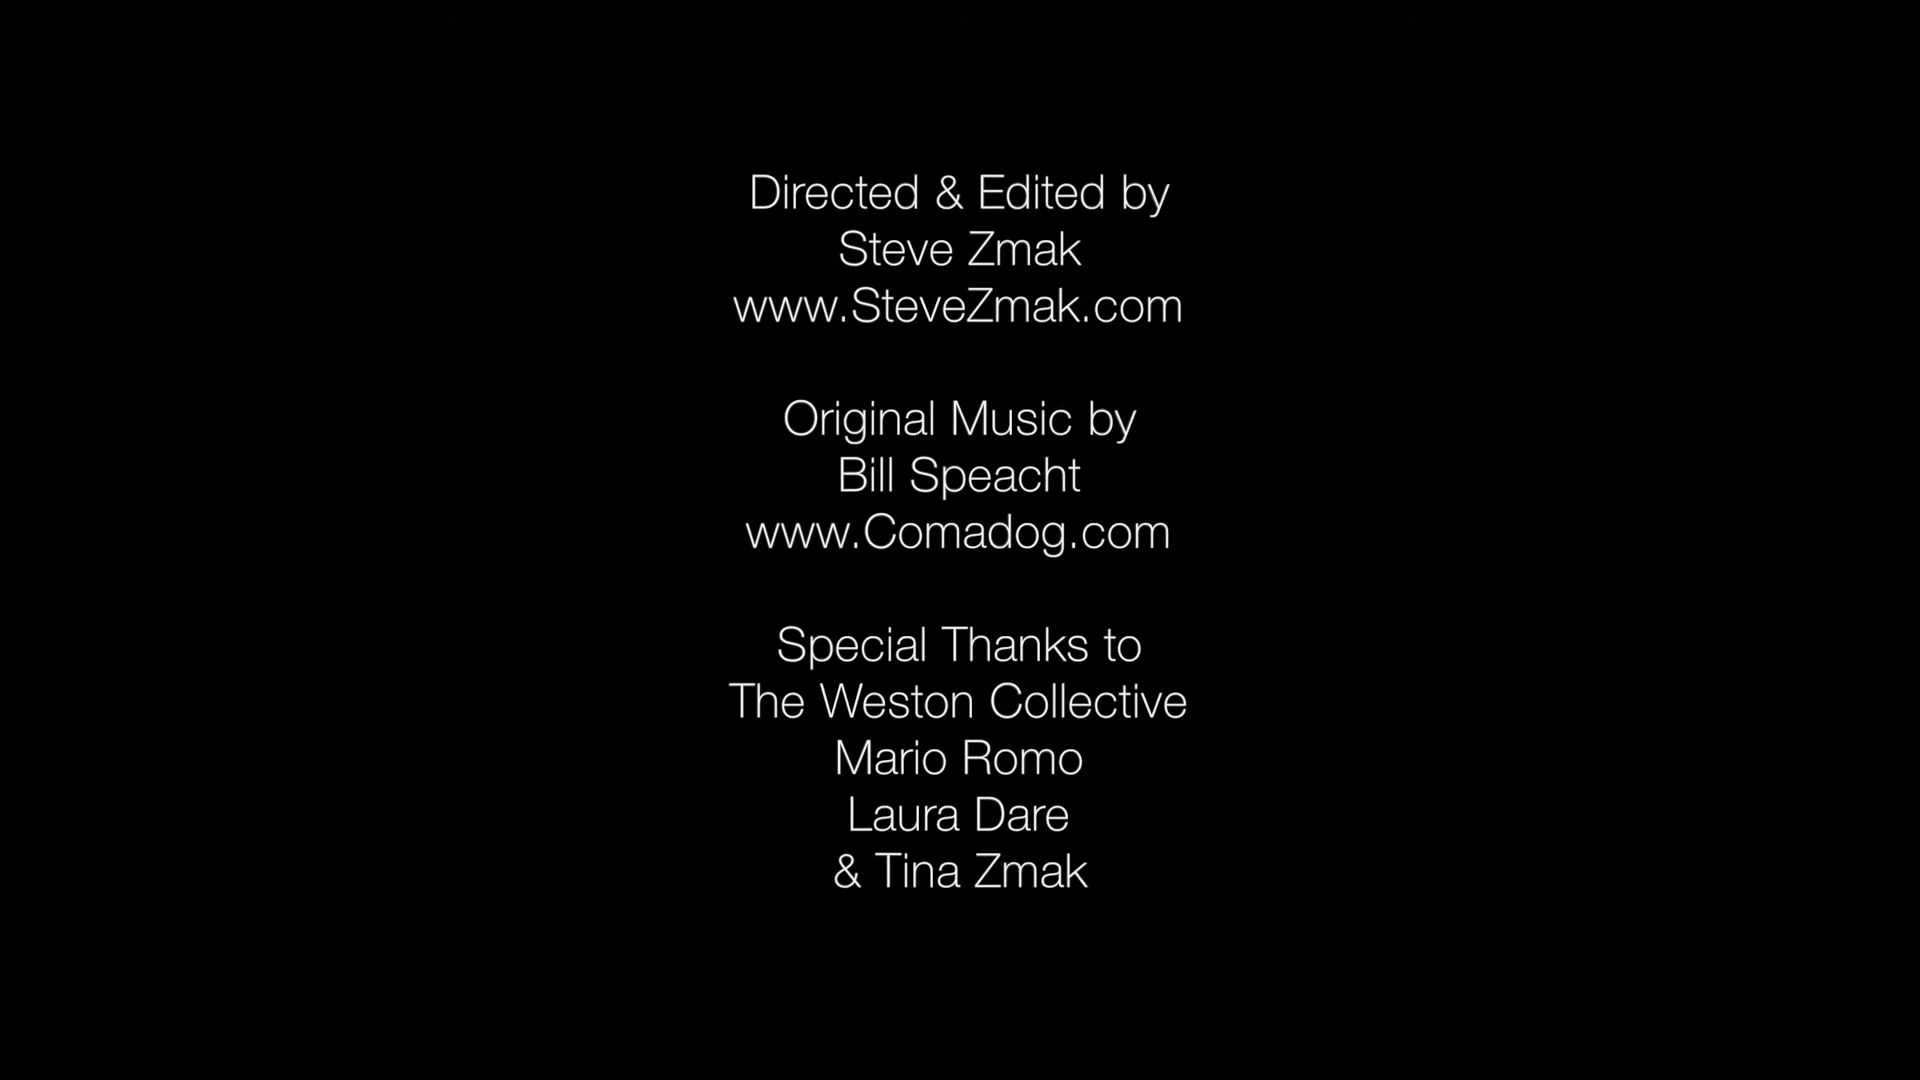 Directed & Edited by
Steve Zmak
www.SteveZmak.com
Original Music by
Bill Speacht
www.Comadog.com
Special Thanks to
The Weston Collective
Mario Romo
Laura Dare
& Tina Zmak